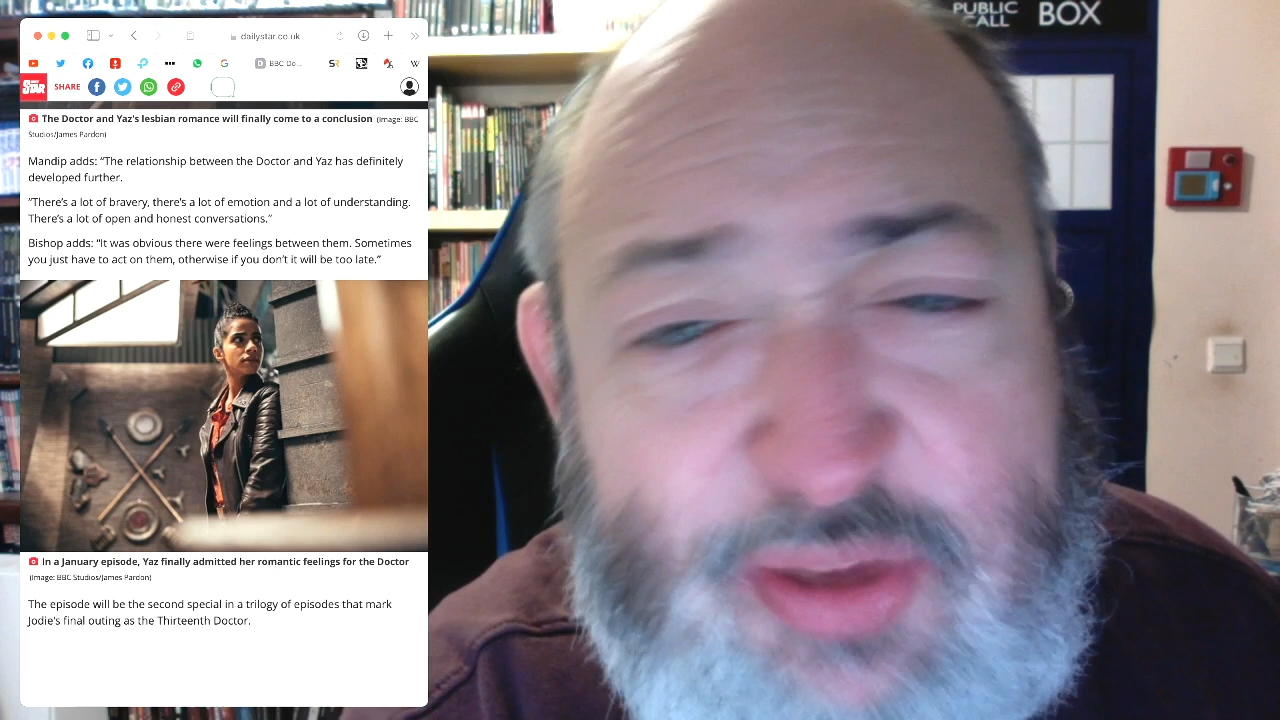 dailystar.co.uk
BBC Do...
SR
W
STAR
SHARE
The Doctor and Yaz's lesbian romance will finally come to a conclusion (Image: BBC
Studios/James Pardon)
Mandip adds: “The relationship between the Doctor and Yaz has definitely
developed further.
“There’s a lot of bravery, there’s a lot of emotion and a lot of understanding.
There’s a lot of open and honest conversations.”
Bishop adds: “It was obvious there were feelings between them. Sometimes
you just have to act on them, otherwise if you don’t it will be too late.”
In a January episode, Yaz finally admitted her romantic feelings for the Doctor
(Image: BBC Studios/James Pardon)
The episode will be the second special in a trilogy of episodes that mark
Jodie’s final outing as the Thirteenth Doctor.
PUBLIC
CALL
BOX